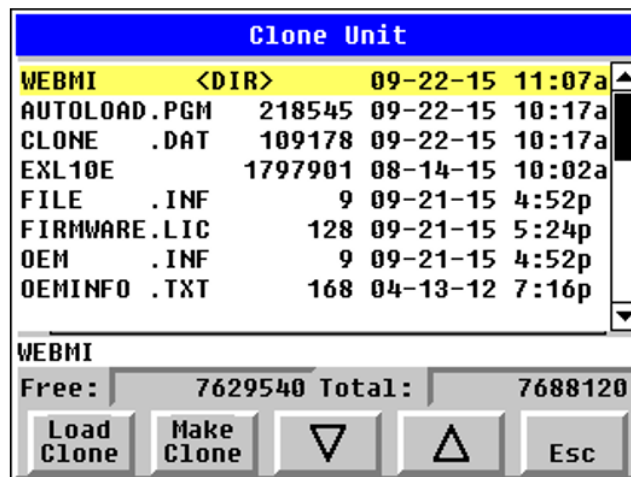 Clone Unit
WEBMI <DIR> 09-22-15 11:07a
AUTOLOAD.PGM 218545 09-22-15 10:17a
CLONE .DAT 109178 09-22-15 10:17a
EXL10E 1797901 08-14-15 10:02a
FILE .INF 9 09-21-15 4:52p
FIRMWARE.LIC 128 09-21-15 5:24p
OEM .INF 9 09-21-15 4:52p
OEMINFO .TXT 168 04-13-12 7:16p
WEBMI
Free: 7629540 Total: 7688120
Load Clone Make Clone Esc